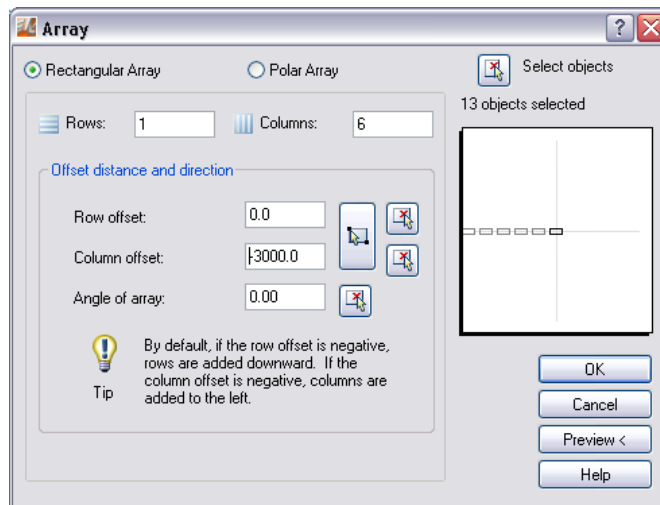 Array
Rectangular Array
Polar Array
Select objects
13 objects selected
Rows:
1
Columns:
6
Offset distance and direction
Row offset:
0.0
Column offset:
-3000.0
Angle of array:
0.00
By default, if the row offset is negative,
rows are added downward. If the
column offset is negative, columns are
added to the left.
Tip
OK
Cancel
Preview <
Help